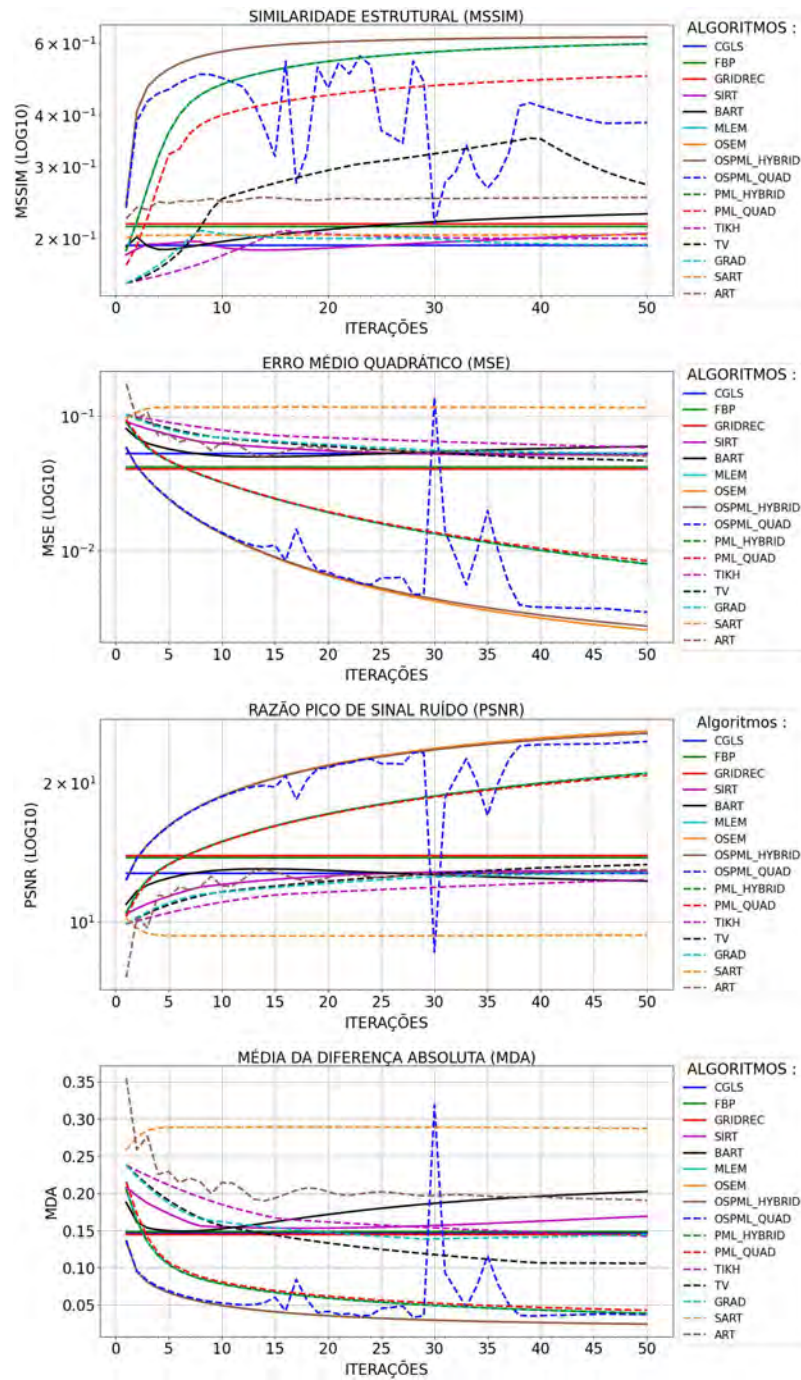 SIMILARIDADE ESTRUTURAL (MSSIM)
ALGORITMOS :
6 × 10⁻¹
4 × 10⁻¹
3 × 10⁻¹
2 × 10⁻¹
MSSIM (LOG10)
0 5 10 15 20 25 30 35 40 45 50
ITERAÇÕES
CGLS
FBP
GRIDREC
SIRT
BART
MLEM
OSEM
OSPML_HYBRID
OSPML_QUAD
PML_HYBRID
PML_QUAD
TIKH
TV
GRAD
SART
ART
ERRO MÉDIO QUADRÁTICO (MSE)
ALGORITMOS :
10⁻¹
10⁻²
MSE (LOG10)
0 5 10 15 20 25 30 35 40 45 50
ITERAÇÕES
CGLS
FBP
GRIDREC
SIRT
BART
MLEM
OSEM
OSPML_HYBRID
OSPML_QUAD
PML_HYBRID
PML_QUAD
TIKH
TV
GRAD
SART
ART
RAZÃO PICO DE SINAL RUÍDO (PSNR)
Algoritmos :
2 × 10¹
10¹
PSNR (LOG10)
0 5 10 15 20 25 30 35 40 45 50
ITERAÇÕES
CGLS
FBP
GRIDREC
SIRT
BART
MLEM
OSEM
OSPML_HYBRID
OSPML_QUAD
PML_HYBRID
PML_QUAD
TIKH
TV
GRAD
SART
ART
MÉDIA DA DIFERENÇA ABSOLUTA (MDA)
ALGORITMOS :
0.35
0.30
0.25
0.20
0.15
0.10
0.05
MDA
0 5 10 15 20 25 30 35 40 45 50
ITERAÇÕES
CGLS
FBP
GRIDREC
SIRT
BART
MLEM
OSEM
OSPML_HYBRID
OSPML_QUAD
PML_HYBRID
PML_QUAD
TIKH
TV
GRAD
SART
ART